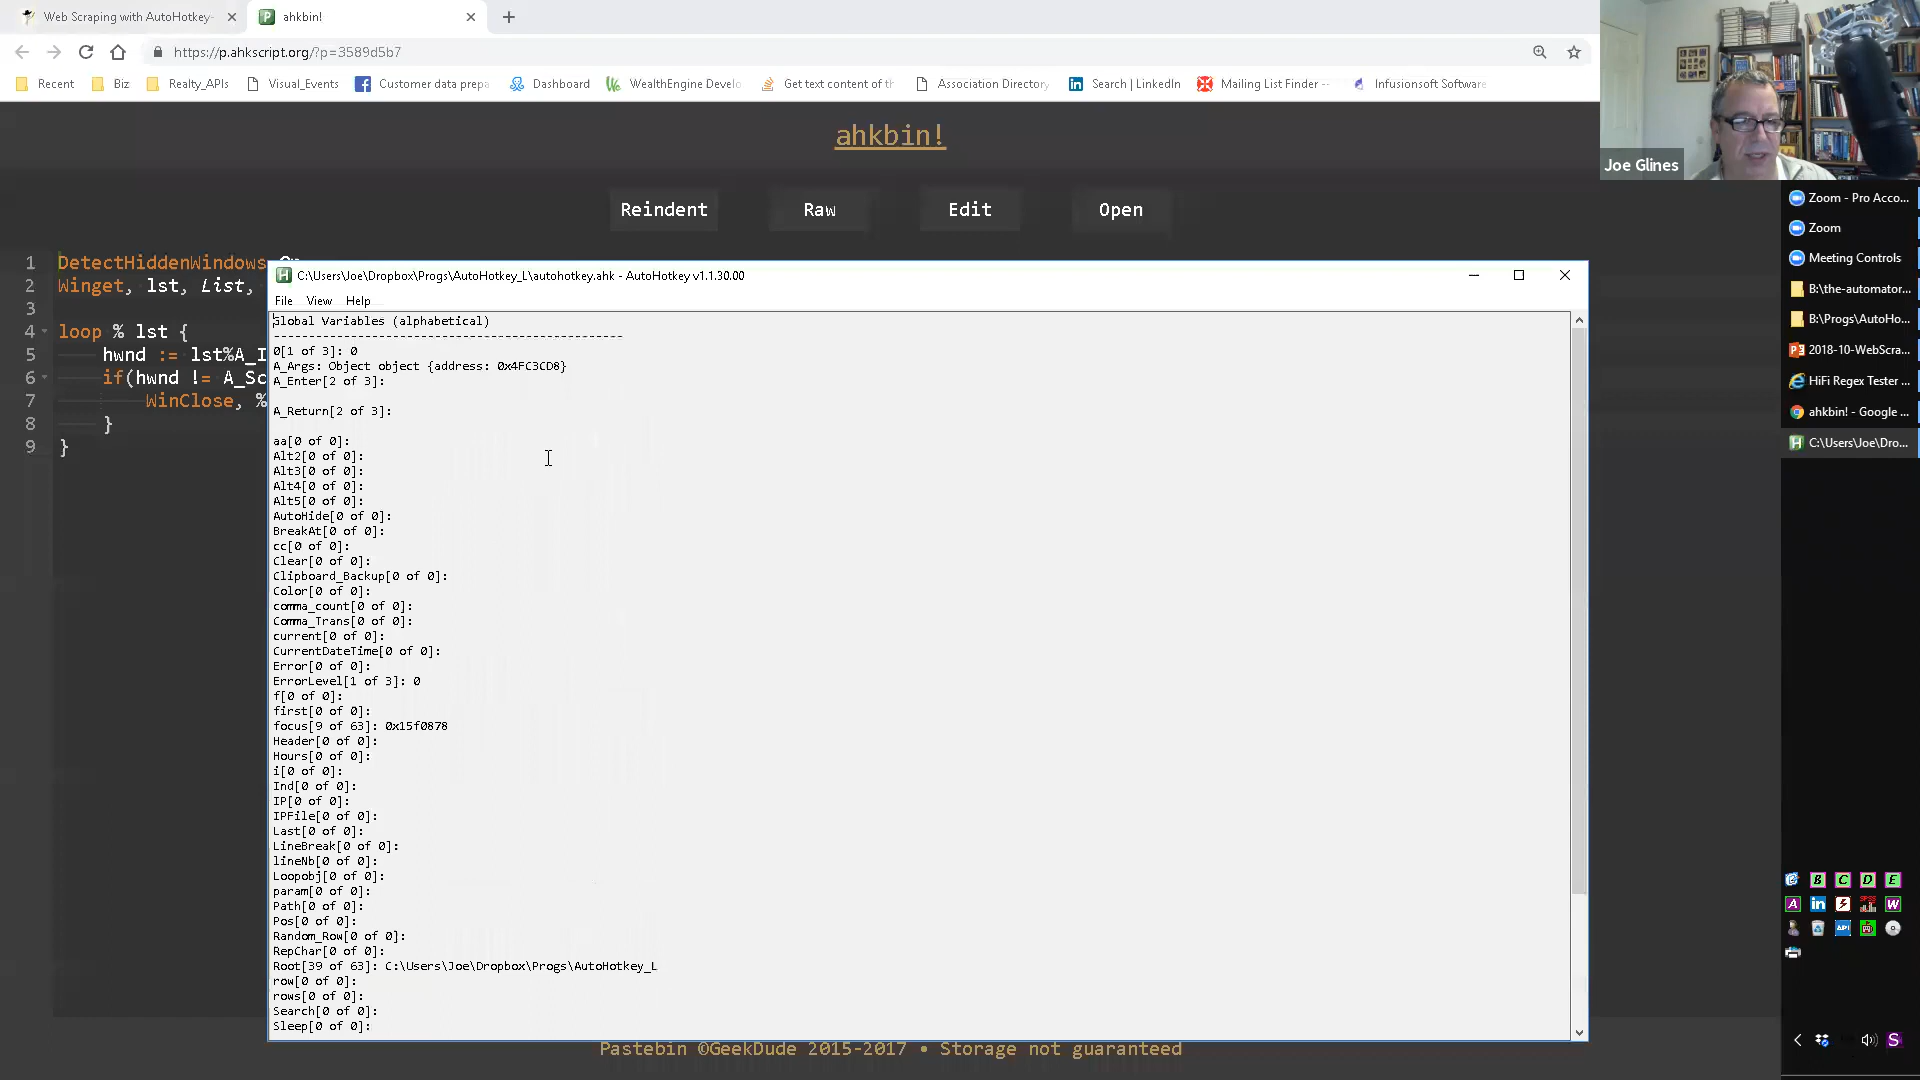 Web Scraping with AutoHotkey-
ahkbin!
https://p.ahkscript.org/?p=3589d5b7
Recent
Biz
Realty_APIs
Visual_Events
Customer data prepa
Dashboard
WealthEngine Develo
Get text content of th
Association Directory
Search | LinkedIn
Mailing List Finder --
Infusionsoft Software
Joe Glines
ahkbin!
Reindent
Raw
Edit
Open
1 DetectHiddenWindows
2 Winget, lst, List,
3
4 loop % lst {
5 hwnd := lst%A_I
6 if(hwnd != A_Sc
7 WinClose, %
8 }
9 }
C:\Users\Joe\Dropbox\Progs\AutoHotkey_L\autohotkey.ahk - AutoHotkey v1.1.30.00
File View Help
Global Variables (alphabetical)
--------------------------------------------------
0[1 of 3]: 0
A_Args: Object object {address: 0x4FC3CD8}
A_Enter[2 of 3]:
A_Return[2 of 3]:
aa[0 of 0]:
Alt2[0 of 0]:
Alt3[0 of 0]:
Alt4[0 of 0]:
Alt5[0 of 0]:
AutoHide[0 of 0]:
BreakAt[0 of 0]:
cc[0 of 0]:
Clear[0 of 0]:
Clipboard_Backup[0 of 0]:
Color[0 of 0]:
comma_count[0 of 0]:
Comma_Trans[0 of 0]:
current[0 of 0]:
CurrentDateTime[0 of 0]:
Error[0 of 0]:
ErrorLevel[1 of 3]: 0
f[0 of 0]:
first[0 of 0]:
focus[9 of 63]: 0x15f0878
Header[0 of 0]:
Hours[0 of 0]:
i[0 of 0]:
Ind[0 of 0]:
IP[0 of 0]:
IPFile[0 of 0]:
Last[0 of 0]:
LineBreak[0 of 0]:
lineNb[0 of 0]:
Loopobj[0 of 0]:
param[0 of 0]:
Path[0 of 0]:
Pos[0 of 0]:
Random_Row[0 of 0]:
RepChar[0 of 0]:
Root[39 of 63]: C:\Users\Joe\Dropbox\Progs\AutoHotkey_L
row[0 of 0]:
rows[0 of 0]:
Search[0 of 0]:
Sleep[0 of 0]:
Pastebin ©GeekDude 2015-2017 • Storage not guaranteed
Zoom - Pro Acco...
Zoom
Meeting Controls
B:\the-automator...
B:\Progs\AutoHo...
2018-10-WebScra...
HiFi Regex Tester ...
ahkbin! - Google ...
C:\Users\Joe\Dro...
B C D E
A in W
API
S